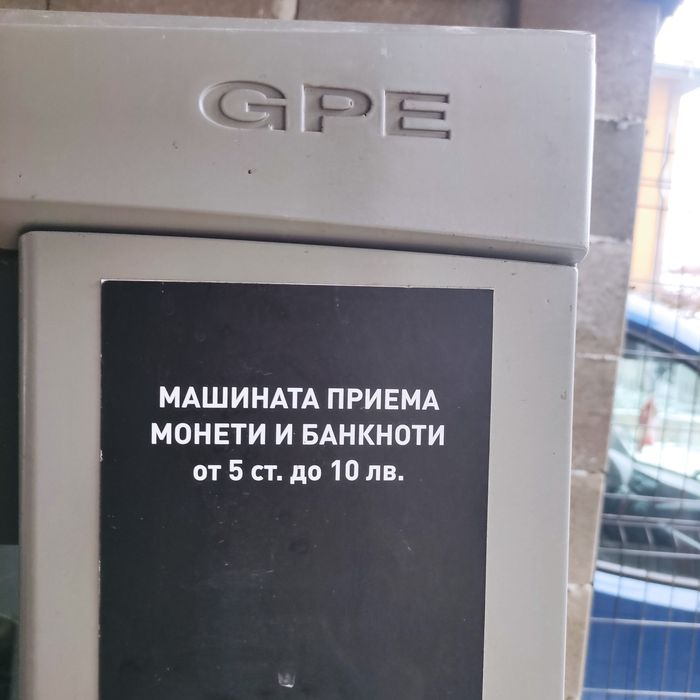 GPE
МАШИНАТА ПРИЕМА
МОНЕТИ И БАНКНОТИ
от 5 ст. до 10 лв.